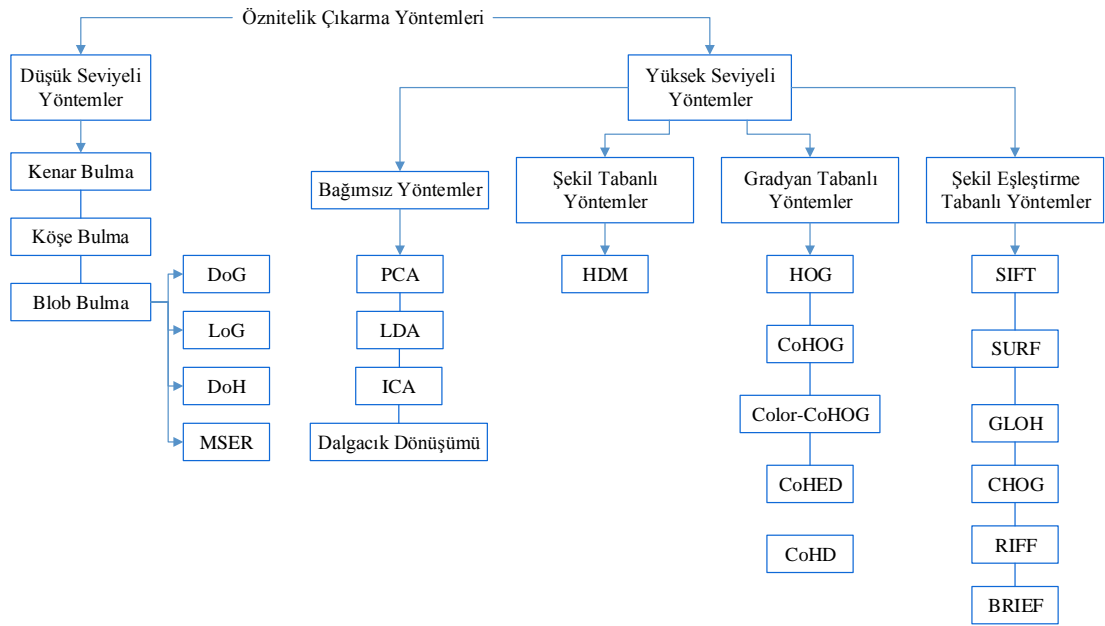 Öznitelik Çıkarma Yöntemleri
Düşük Seviyeli
Yöntemler
Kenar Bulma
Köşe Bulma
Blob Bulma
DoG
LoG
DoH
MSER
Yüksek Seviyeli
Yöntemler
Bağımsız Yöntemler
PCA
LDA
ICA
Dalgacık Dönüşümü
Şekil Tabanlı
Yöntemler
HDM
Gradyan Tabanlı
Yöntemler
HOG
CoHOG
Color-CoHOG
CoHED
CoHD
Şekil Eşleştirme
Tabanlı Yöntemler
SIFT
SURF
GLOH
CHOG
RIFF
BRIEF